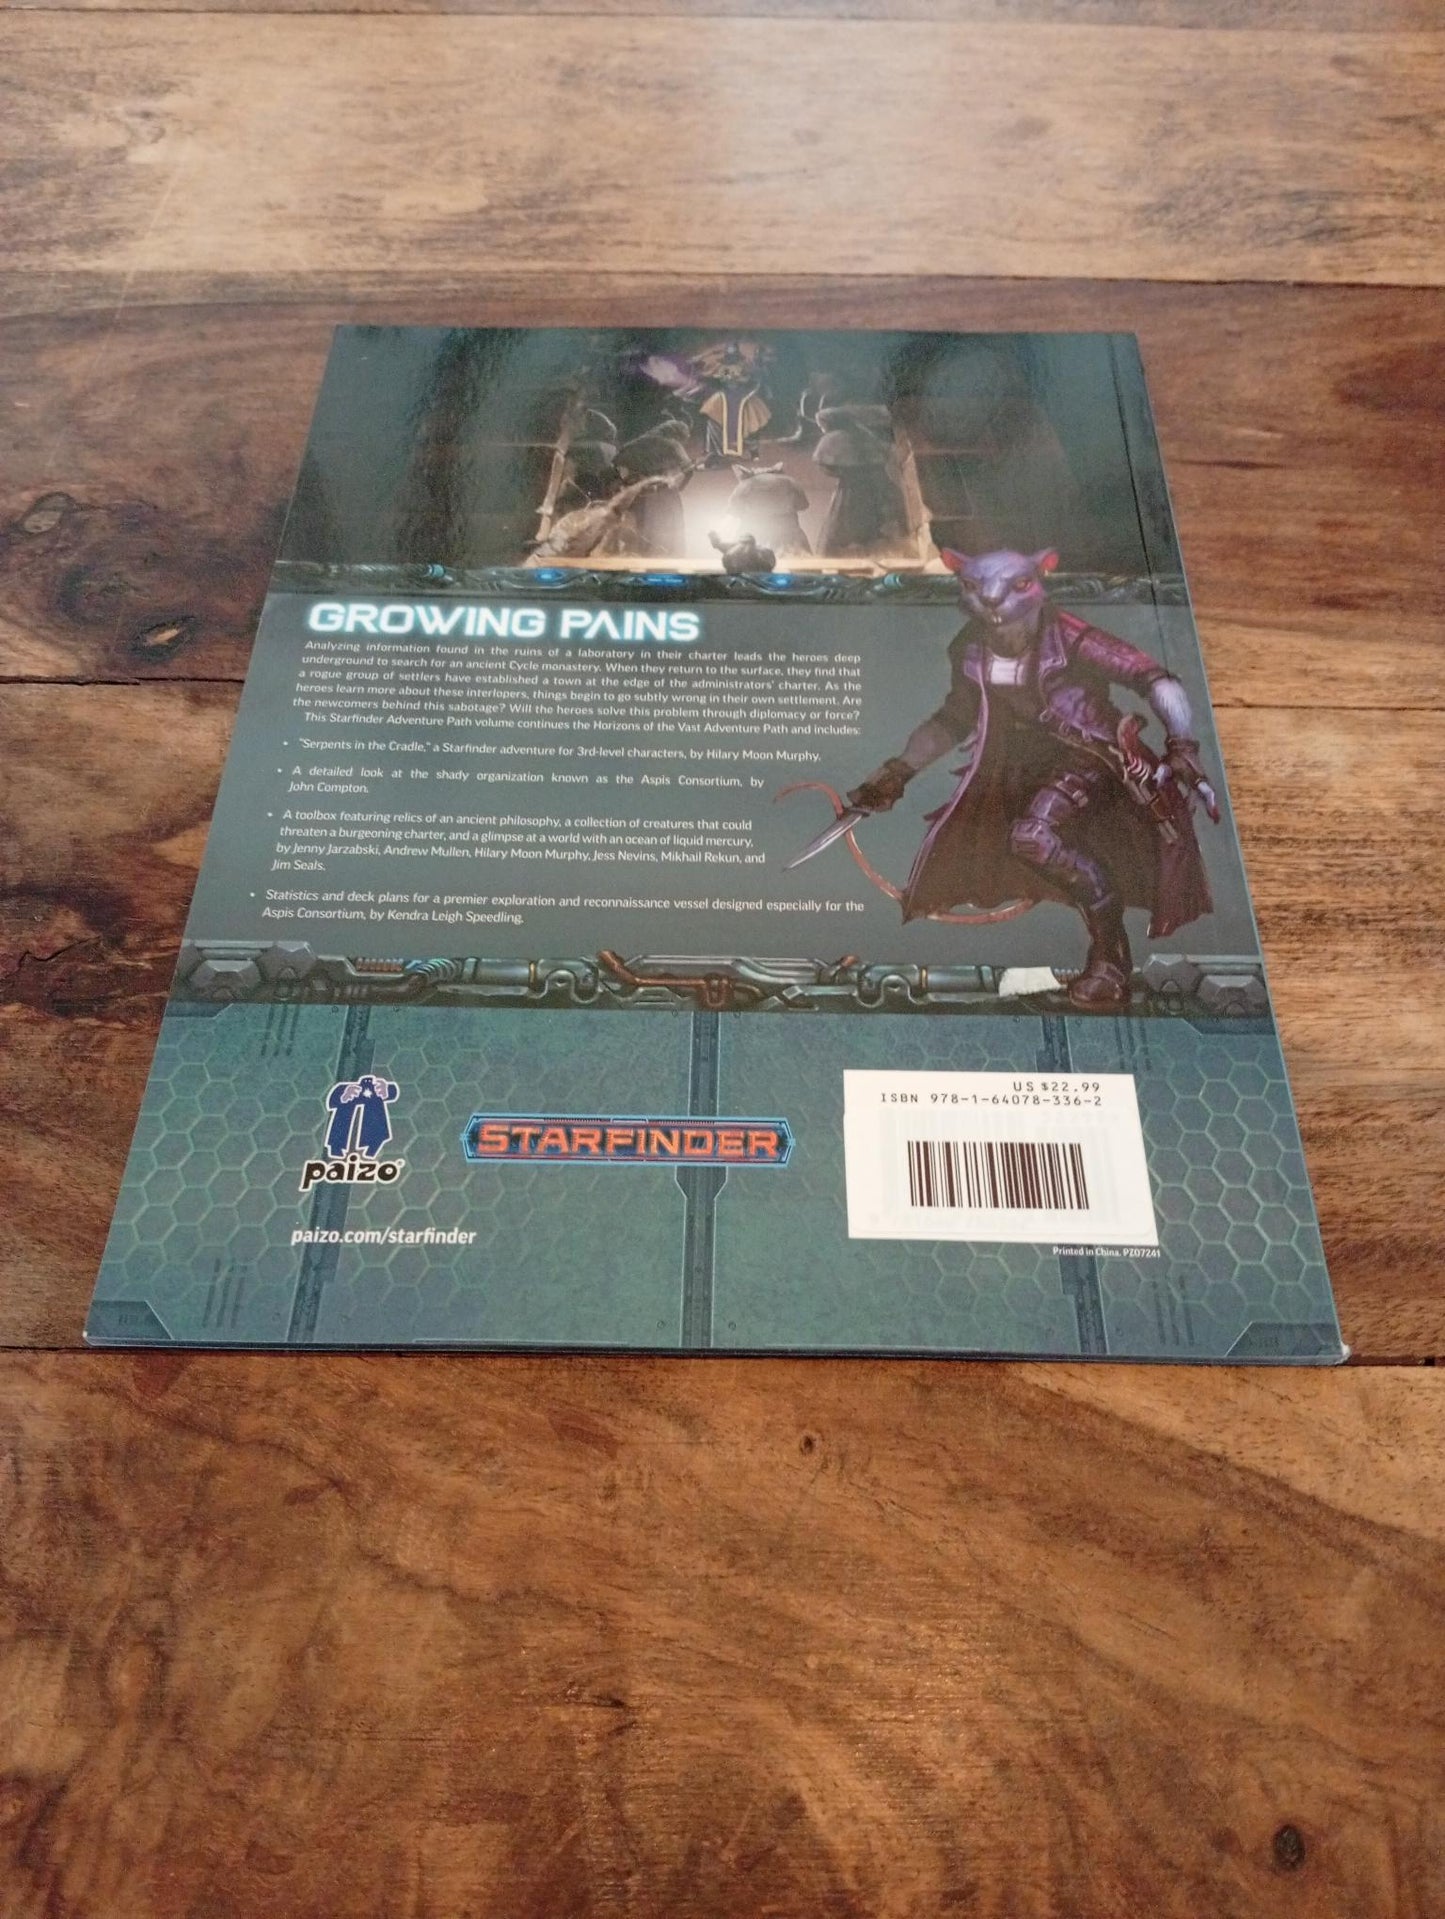 GROWING PAINS
Analyzing information found in the ruins of a laboratory in their charter leads the heroes deep
underground to search for an ancient Cycle monastery. When they return to the surface, they find that
a rogue group of settlers have established a town at the edge of the administrators' charter. As the
heroes learn more about these interlopers, things begin to go subtly wrong in their own settlement. Are
the newcomers behind this sabotage? Will the heroes solve this problem through diplomacy or force?
This Starfinder Adventure Path volume continues the Horizons of the Vast Adventure Path and includes:
• "Serpents in the Cradle," a Starfinder adventure for 3rd-level characters, by Hilary Moon Murphy.
• A detailed look at the shady organization known as the Aspis Consortium, by
John Compton.
• A toolbox featuring relics of an ancient philosophy, a collection of creatures that could
threaten a burgeoning charter, and a glimpse at a world with an ocean of liquid mercury,
by Jenny Jarzabski, Andrew Mullen, Hilary Moon Murphy, Jess Nevins, Mikhail Rekun, and
Jim Seals.
• Statistics and deck plans for a premier exploration and reconnaissance vessel designed especially for the
Aspis Consortium, by Kendra Leigh Speedling.
US $22.99
ISBN 978-1-64078-336-2
paizo®
STARFINDER
paizo.com/starfinder
Printed in China. PZO7241